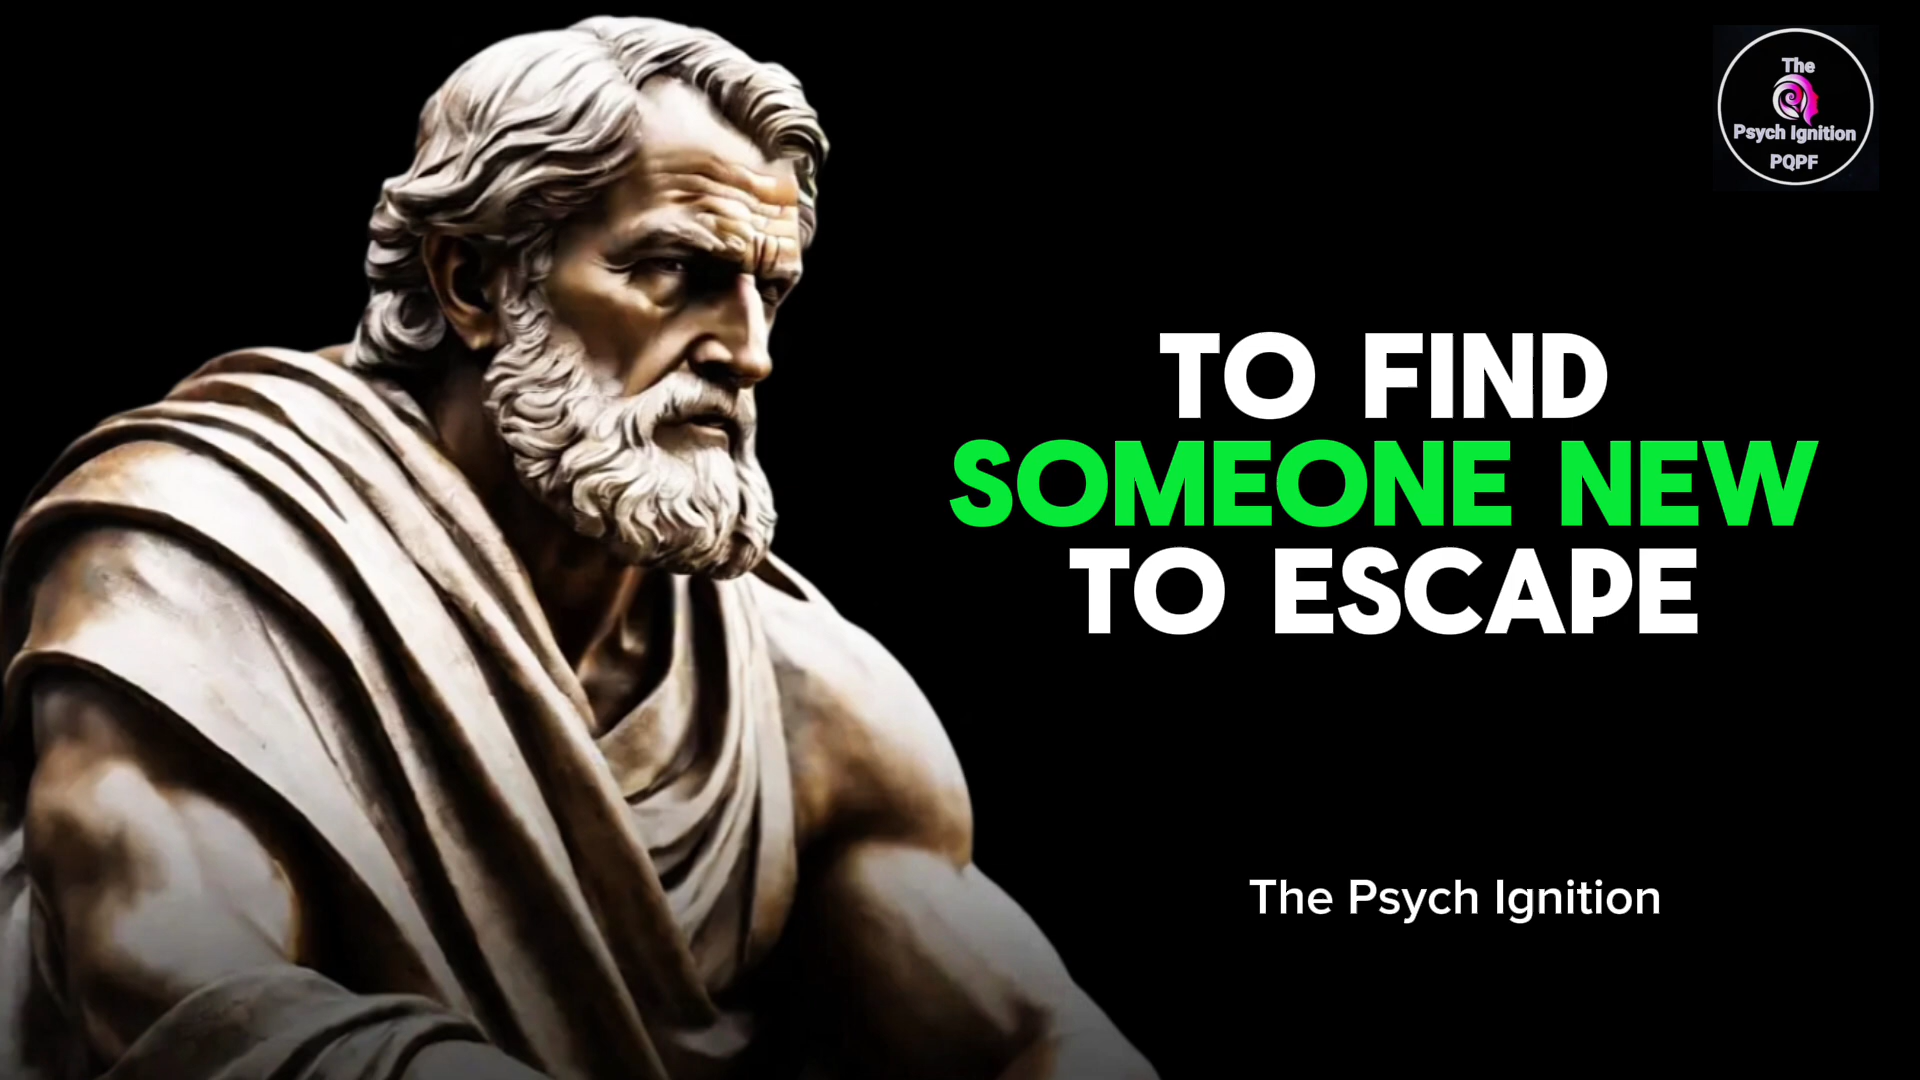 The
Psych Ignition
PQPF
TO FIND
SOMEONE NEW
TO ESCAPE
The Psych Ignition